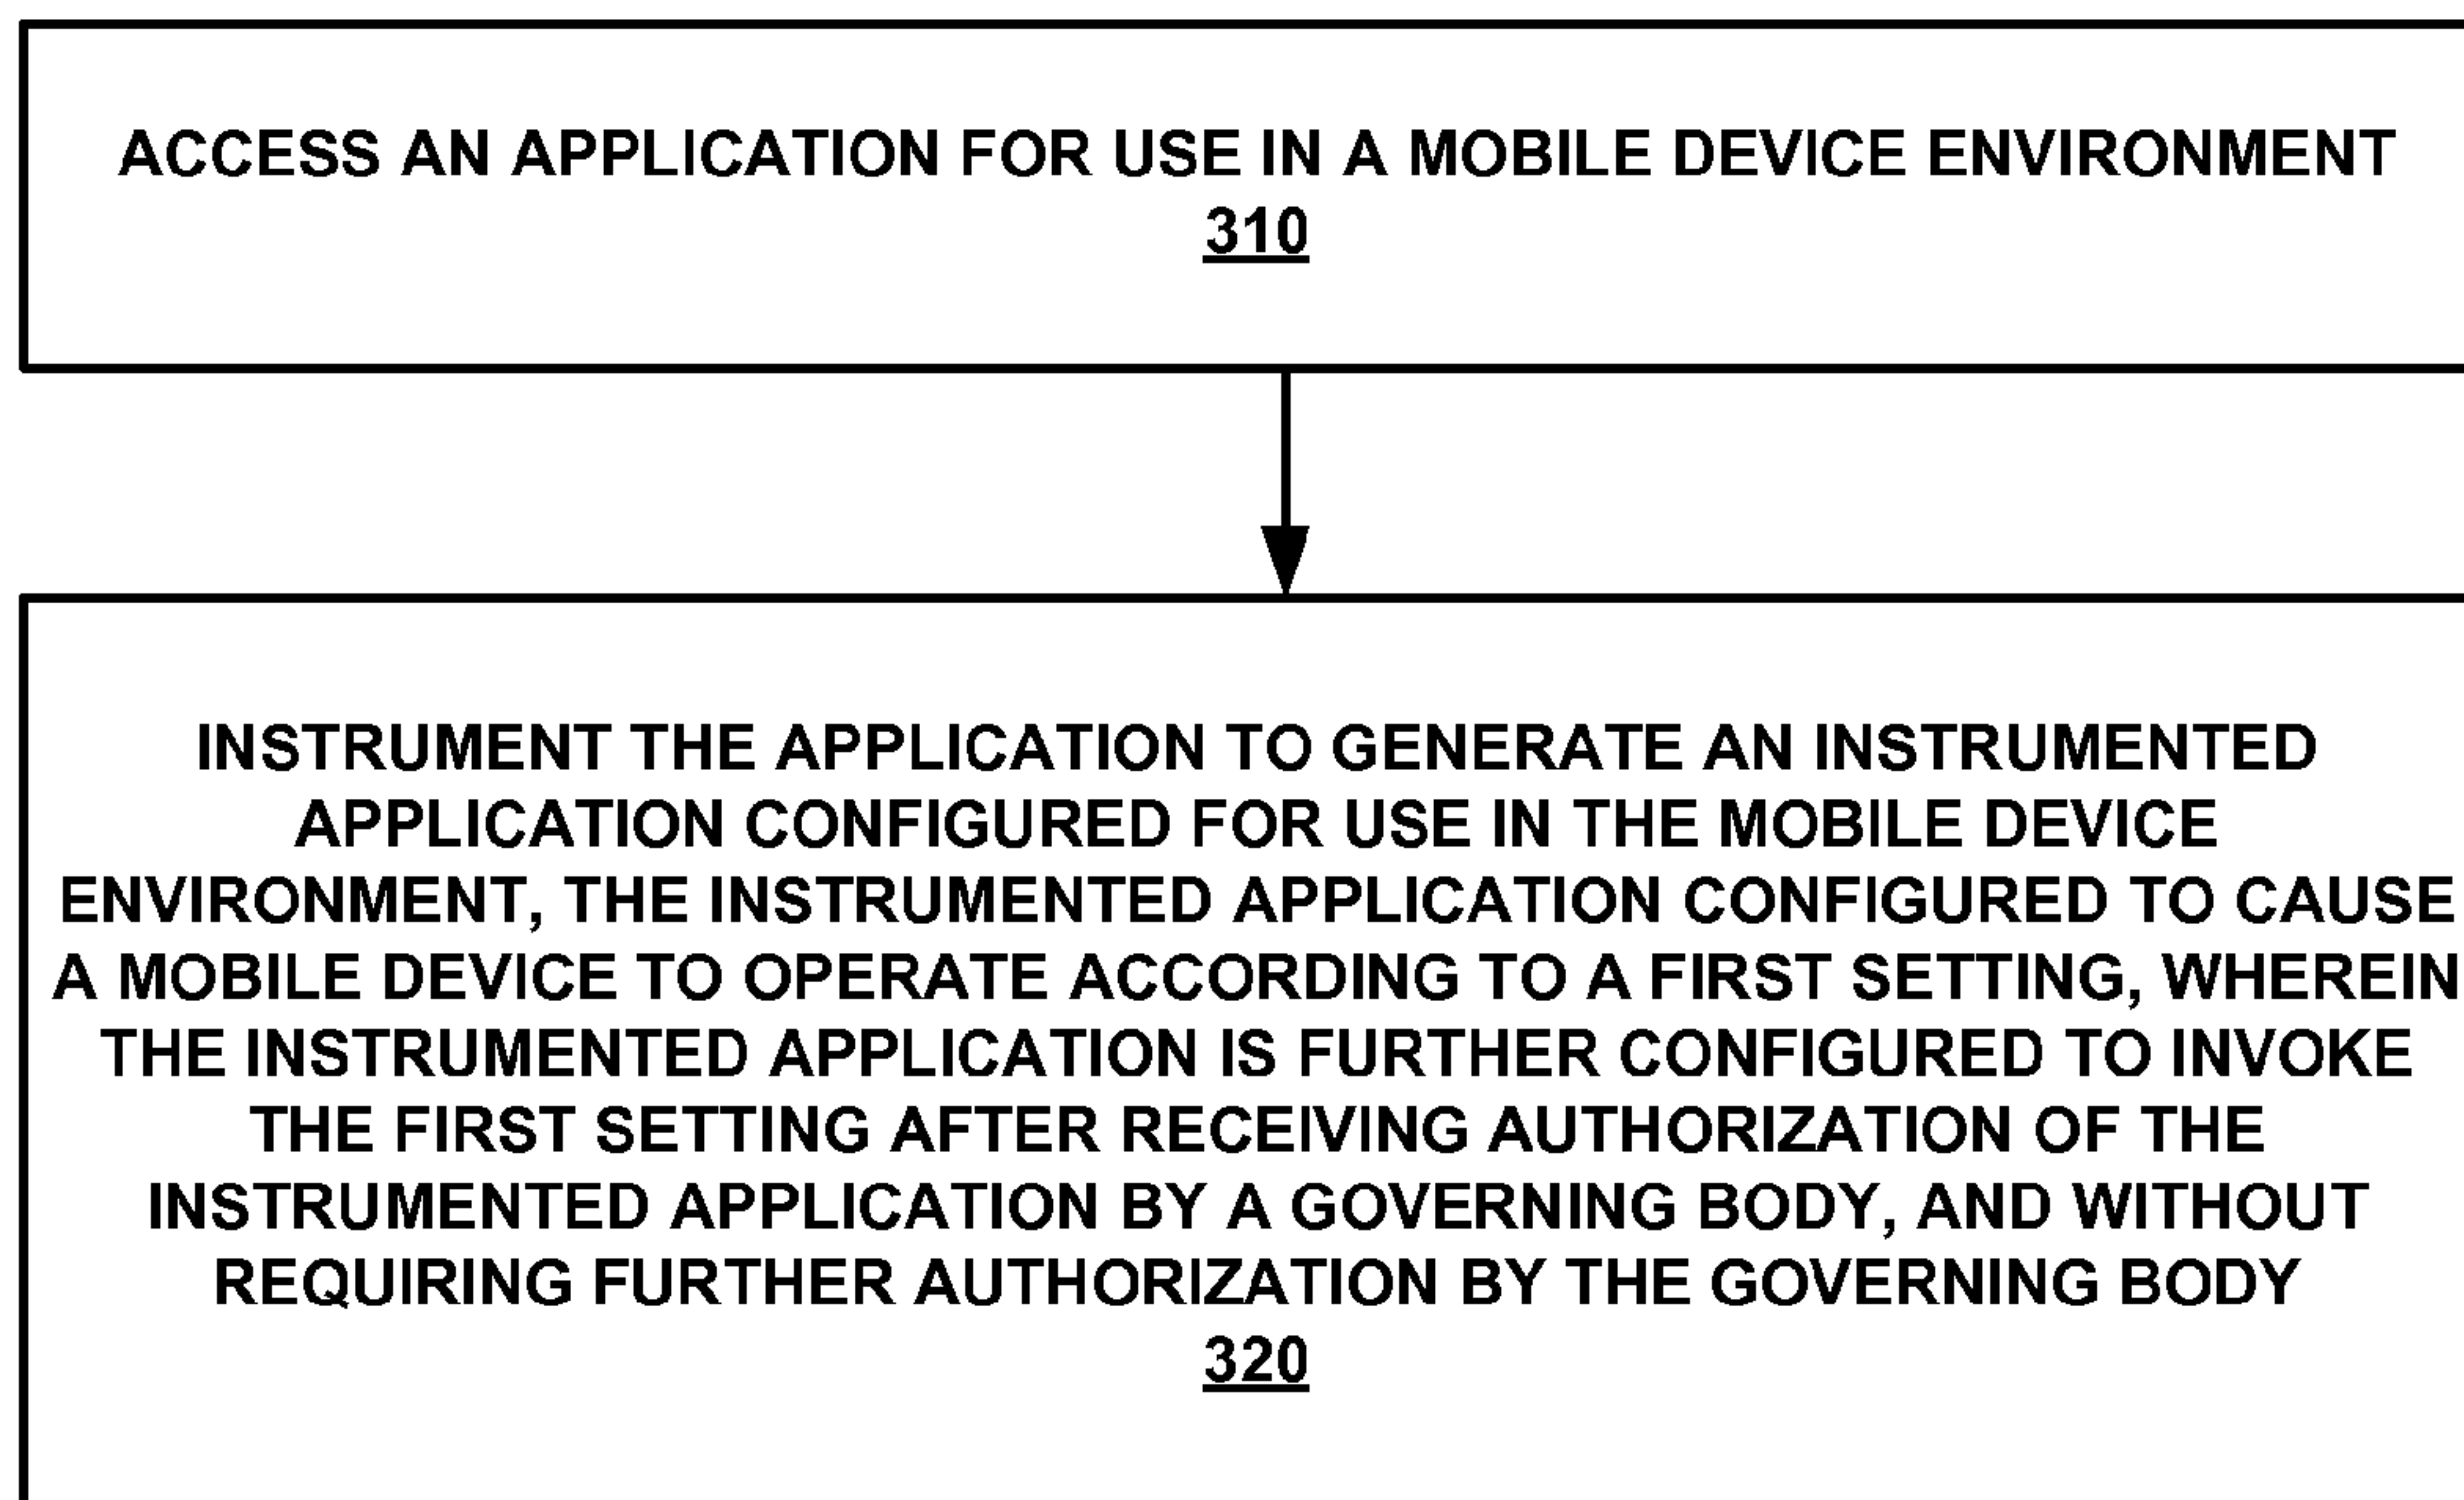 ACCESS AN APPLICATION FOR USE IN A MOBILE DEVICE ENVIRONMENT
310
INSTRUMENT THE APPLICATION TO GENERATE AN INSTRUMENTED
APPLICATION CONFIGURED FOR USE IN THE MOBILE DEVICE
ENVIRONMENT, THE INSTRUMENTED APPLICATION CONFIGURED TO CAUSE
A MOBILE DEVICE TO OPERATE ACCORDING TO A FIRST SETTING, WHEREIN
THE INSTRUMENTED APPLICATION IS FURTHER CONFIGURED TO INVOKE
THE FIRST SETTING AFTER RECEIVING AUTHORIZATION OF THE
INSTRUMENTED APPLICATION BY A GOVERNING BODY, AND WITHOUT
REQUIRING FURTHER AUTHORIZATION BY THE GOVERNING BODY
320